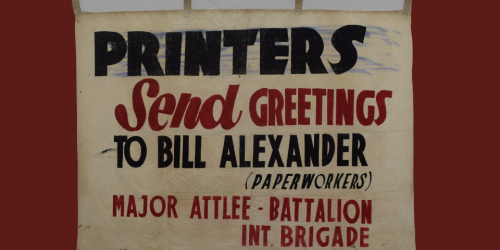 PRINTERS
Send GREETINGS
TO BILL ALEXANDER
(PAPERWORKERS)
MAJOR ATTLEE - BATTALION
INT. BRIGADE